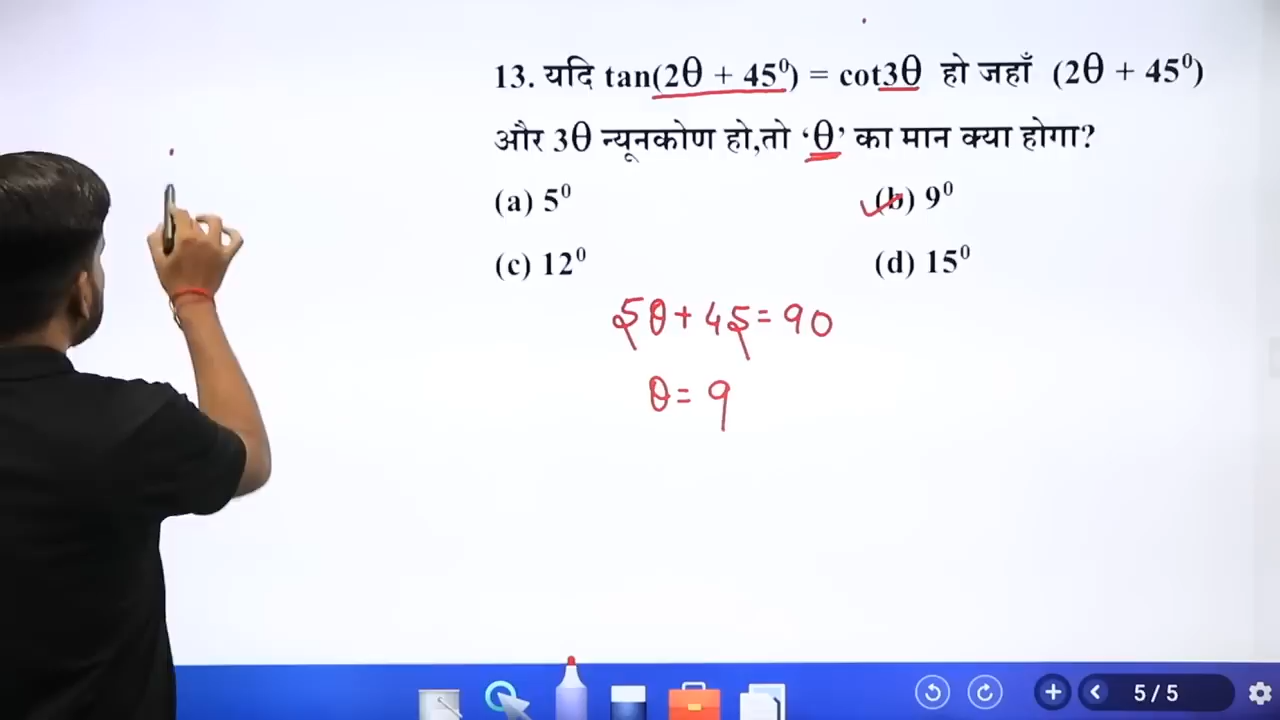 13. यदि tan(2θ + 45⁰) = cot3θ हो जहाँ (2θ + 45⁰)
और 3θ न्यूनकोण हो,तो ‘θ’ का मान क्या होगा?
(a) 5⁰ (b) 9⁰
(c) 12⁰ (d) 15⁰
5θ + 45 = 90
θ = 9
5 / 5